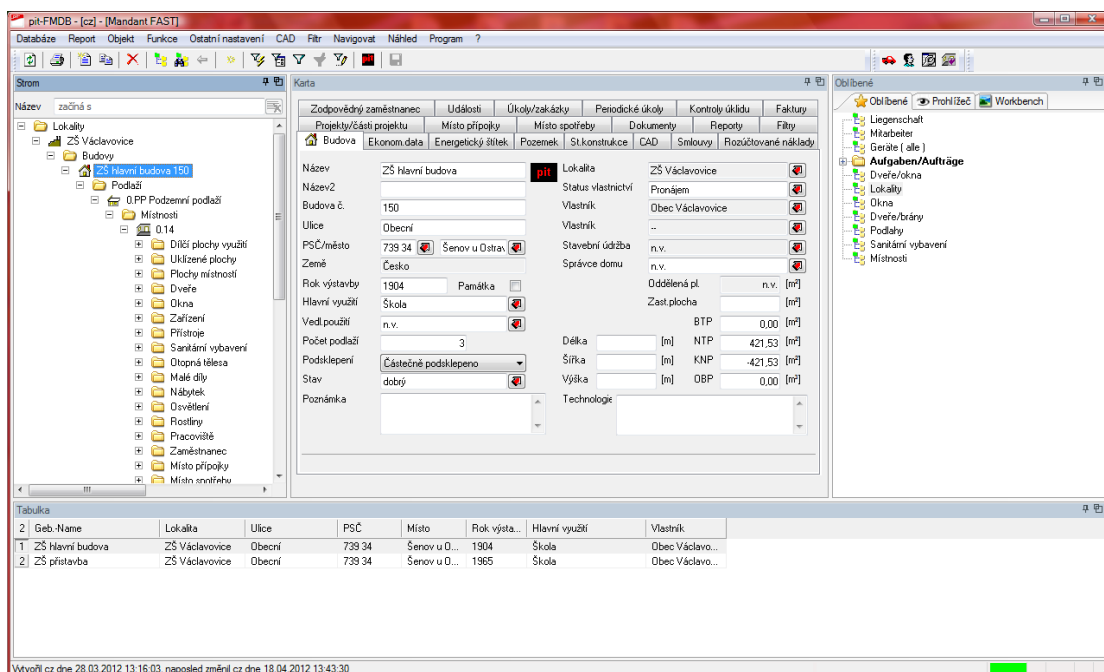 pit-FMDB - [cz] - [Mandant FAST]
Databáze Report Objekt Funkce Ostatní nastavení CAD Filtr Navigovat Náhled Program ?
Strom
Název začíná s
Lokality
ZŠ Václavovice
Budovy
ZŠ hlavní budova 150
Podlaží
0.PP Podzemní podlaží
Místnosti
0.14
Dílčí plochy využití
Uklízené plochy
Plochy místností
Dveře
Okna
Zařízení
Přístroje
Sanitární vybavení
Otopná tělesa
Malé díly
Nábytek
Osvětlení
Rostliny
Pracoviště
Zaměstnanec
Místo přípojky
Místo spotřeby
Karta
Zodpovědný zaměstnanec Události Úkoly/zakázky Periodické úkoly Kontroly úklidu Faktury
Projekty/části projektu Místo přípojky Místo spotřeby Dokumenty Reporty Filtry
Budova Ekonom.data Energetický štítek Pozemek St.konstrukce CAD Smlouvy Rozúčtované náklady
Název ZŠ hlavní budova pit Lokalita ZŠ Václavovice
Název2 Status vlastnictví Pronájem
Budova č. 150 Vlastník Obec Václavovice
Ulice Obecní Vlastník --
PSČ/město 739 34 Šenov u Ostrav Stavební údržba n.v.
Země Česko Správce domu n.v.
Rok výstavby 1904 Památka Oddělená pl. n.v. [m²]
Hlavní využití Škola Zast.plocha [m²]
Vedl.použití n.v. BTP 0,00 [m²]
Počet podlaží 3 Délka [m] NTP 421,53 [m²]
Podsklepení Částečně podsklepeno Šířka [m] KNP -421,53 [m²]
Stav dobrý Výška [m] OBP 0,00 [m²]
Poznámka Technologie
Oblíbené
Oblíbené Prohlížeč Workbench
Liegenschaft
Mitarbeiter
Geräte ( alle )
Aufgaben/Aufträge
Dveře/okna
Lokality
Okna
Dveře/brány
Podlahy
Sanitární vybavení
Místnosti
Tabulka
2 Geb.-Name Lokalita Ulice PSČ Místo Rok výsta... Hlavní využití Vlastník
1 ZŠ hlavní budova ZŠ Václavovice Obecní 739 34 Šenov u O... 1904 Škola Obec Václavo...
2 ZŠ přístavba ZŠ Václavovice Obecní 739 34 Šenov u O... 1965 Škola Obec Václavo...
Vytvořil cz dne 28.03.2012 13:16:03, naposled změnil cz dne 18.04.2012 13:43:30